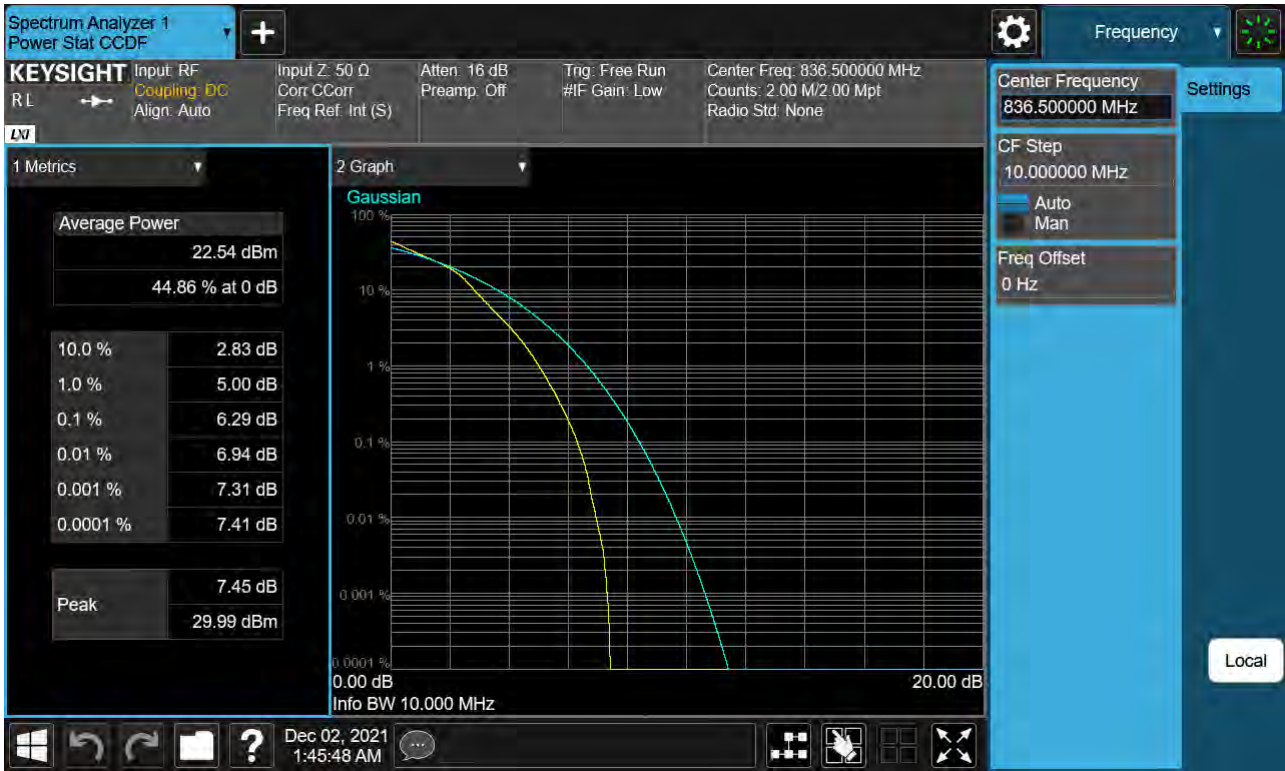 Spectrum Analyzer 1
Power Stat CCDF
Frequency
KEYSIGHT
R L
LXI
Input: RF
Coupling: DC
Align: Auto
Input Z: 50 Ω
Corr CCorr
Freq Ref: Int (S)
Atten: 16 dB
Preamp: Off
Trig: Free Run
#IF Gain: Low
Center Freq: 836.500000 MHz
Counts: 2.00 M/2.00 Mpt
Radio Std: None
Center Frequency
836.500000 MHz
Settings
CF Step
10.000000 MHz
Auto
Man
Freq Offset
0 Hz
1 Metrics
Average Power
22.54 dBm
44.86 % at 0 dB
10.0 % 2.83 dB
1.0 % 5.00 dB
0.1 % 6.29 dB
0.01 % 6.94 dB
0.001 % 7.31 dB
0.0001 % 7.41 dB
Peak
7.45 dB
29.99 dBm
2 Graph
Gaussian
100 %
10 %
1 %
0.1 %
0.01 %
0.001 %
0.0001 %
0.00 dB 20.00 dB
Info BW 10.000 MHz
Local
Dec 02, 2021
1:45:48 AM